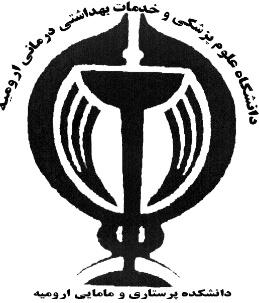 دانشگاه علوم پزشکی و خدمات بهداشتی درمانی ارومیه
دانشکده پرستاری و مامایی ارومیه